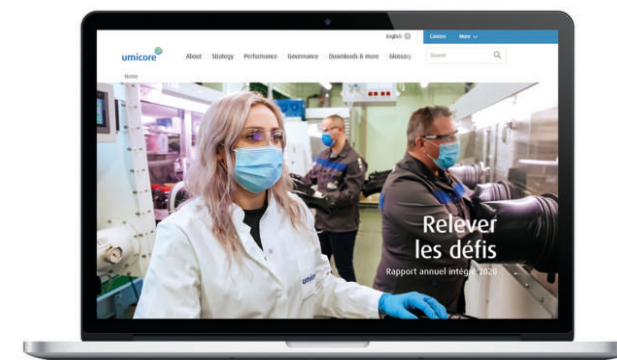 English
Careers More
umicore
About Strategy Performance Governance Downloads & more Glossary
Search
Home
umicore
Relever
les défis
Rapport annuel intégré 2020